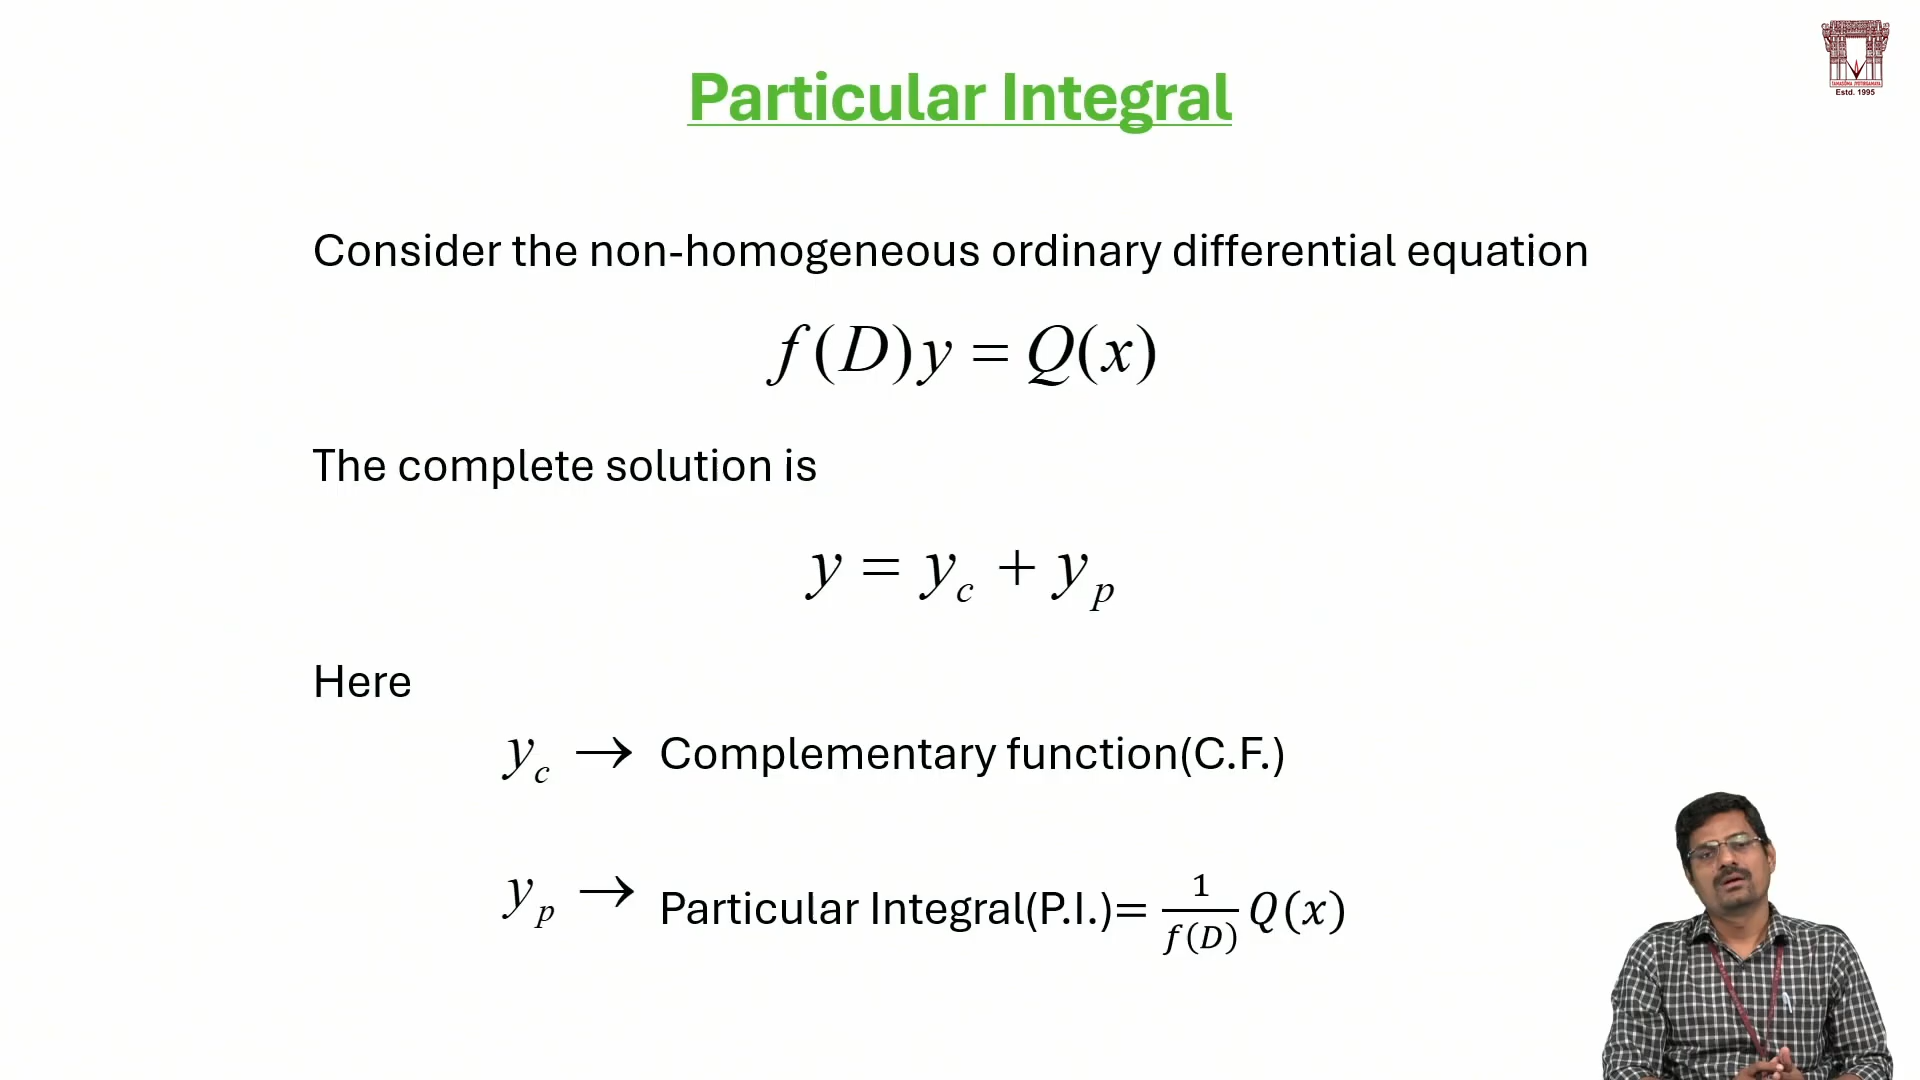 Particular Integral
Estd. 1995
Consider the non-homogeneous ordinary differential equation
f(D)y = Q(x)
The complete solution is
y = y_c + y_p
Here
y_c → Complementary function(C.F.)
y_p → Particular Integral(P.I.)= \frac{1}{f(D)} Q(x)